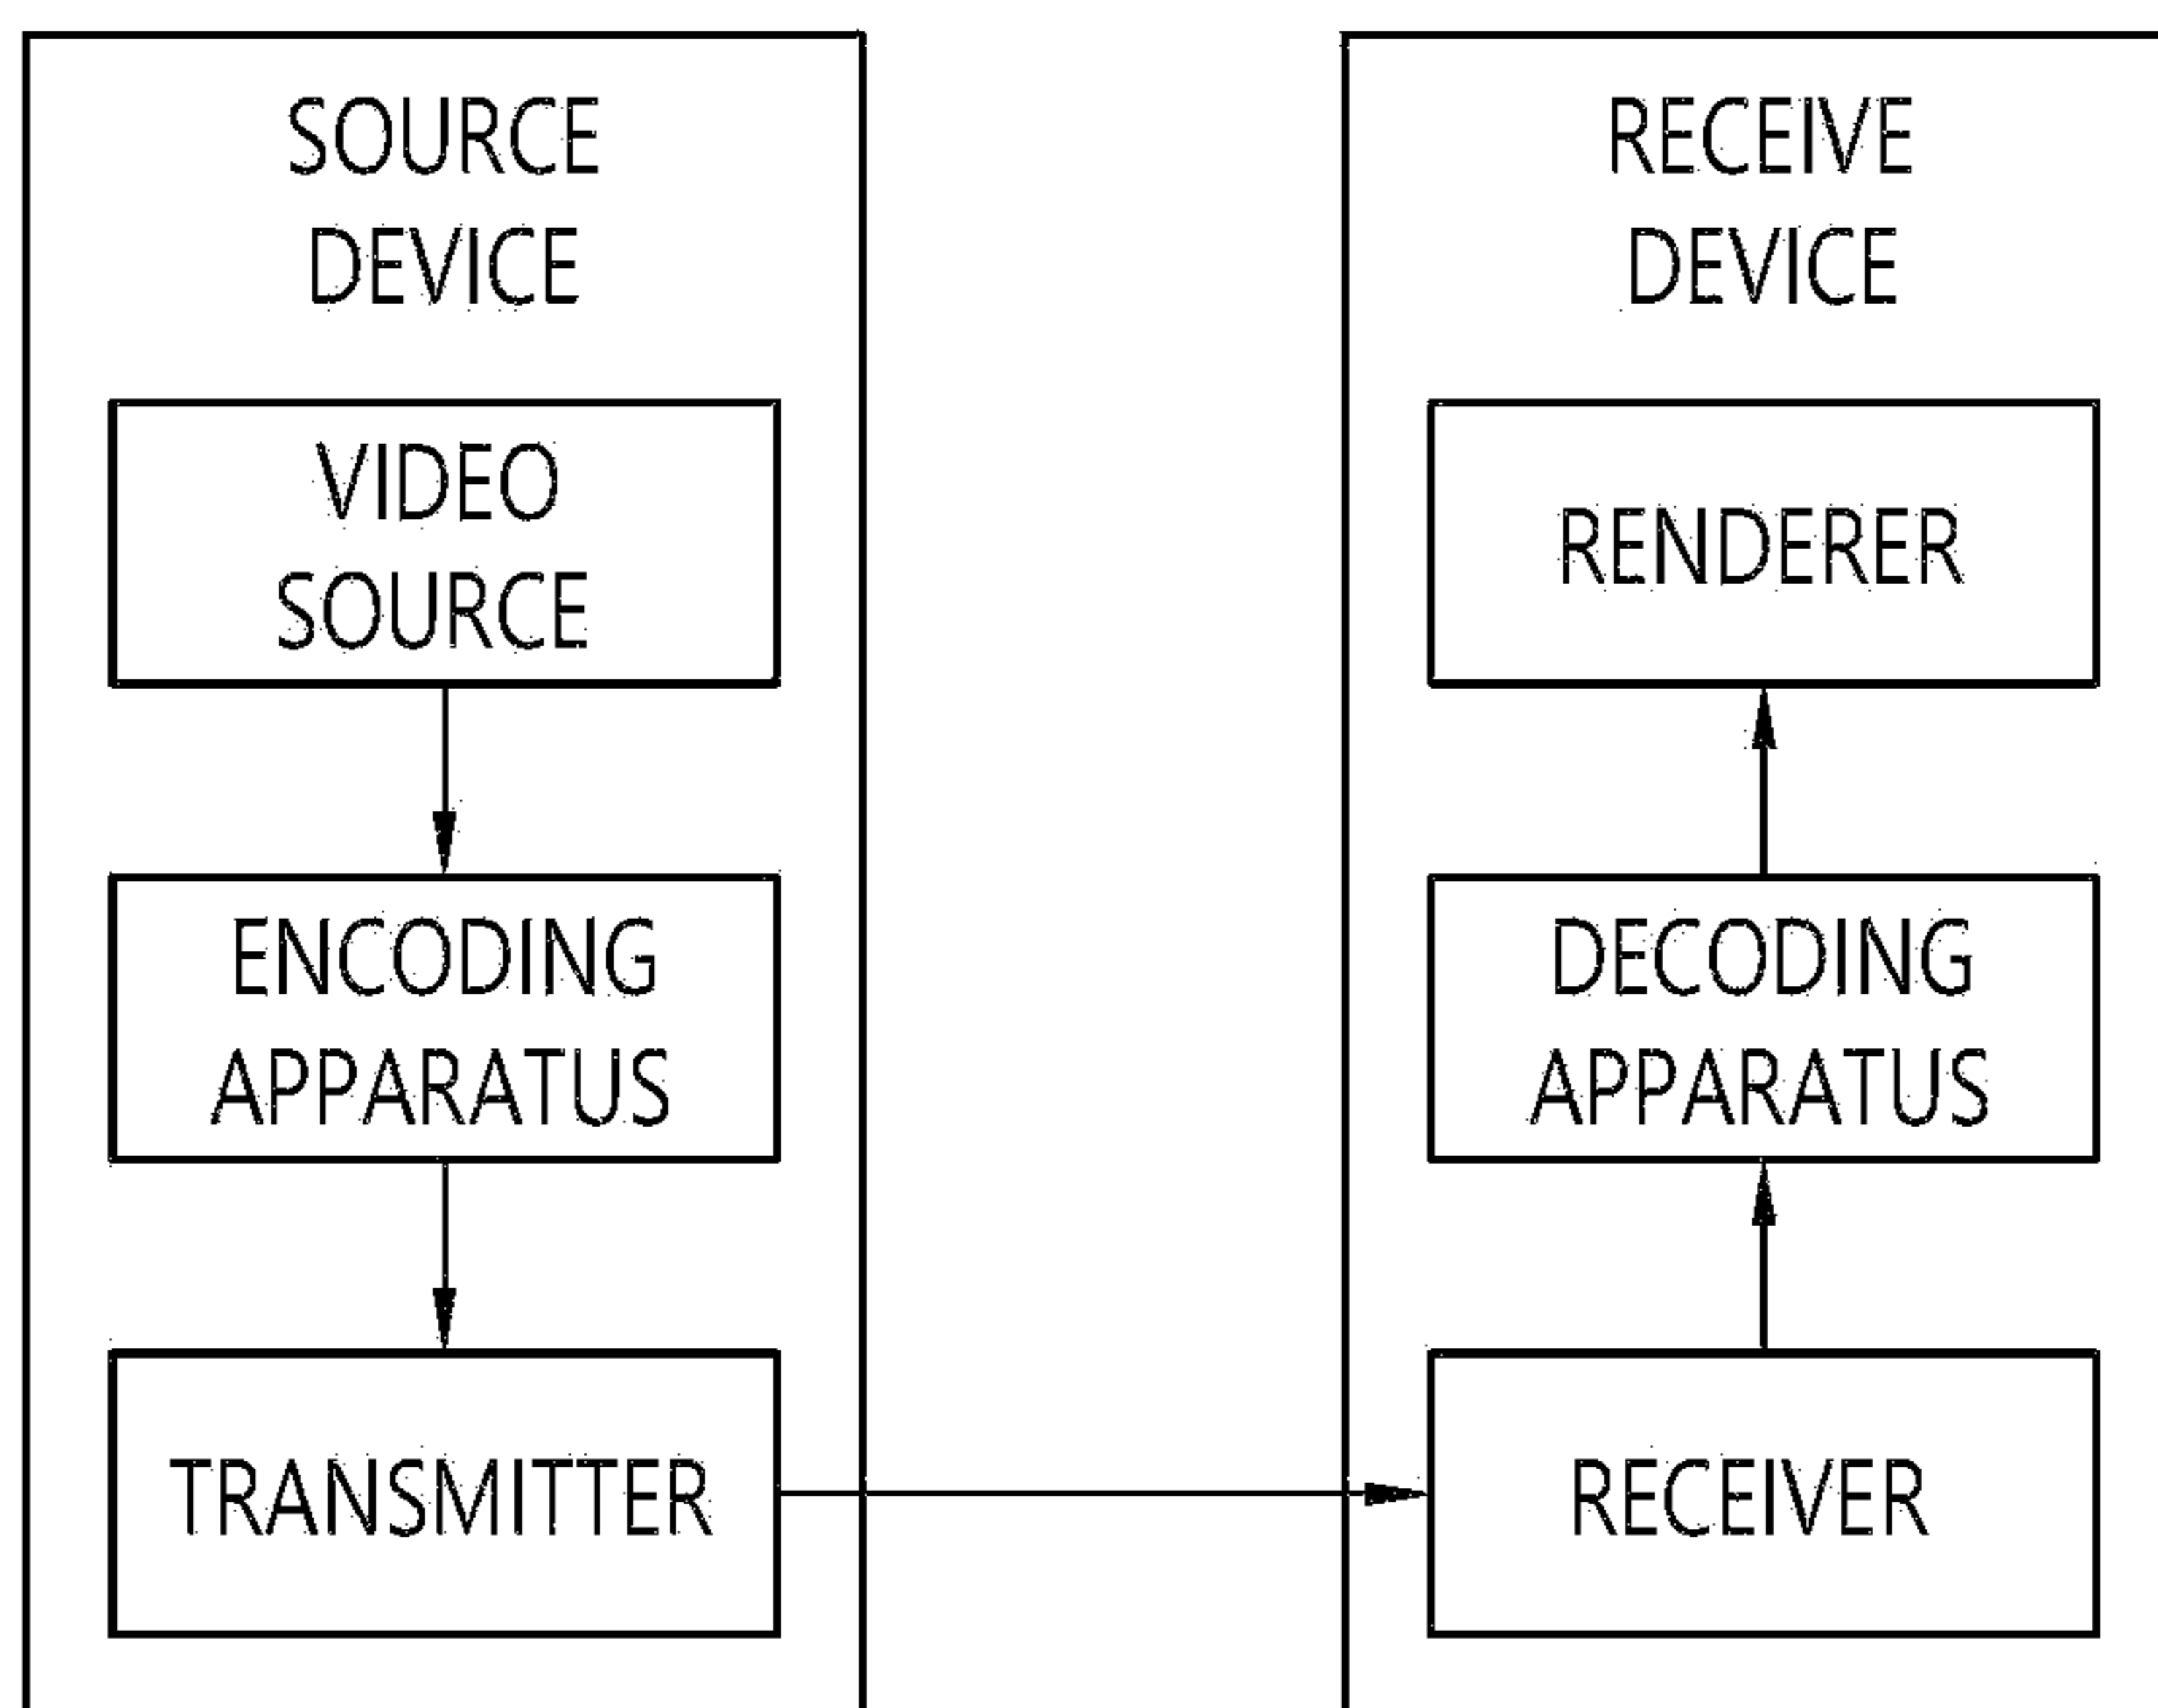 SOURCE
DEVICE
VIDEO
SOURCE
ENCODING
APPARATUS
TRANSMITTER
RECEIVE
DEVICE
RENDERER
DECODING
APPARATUS
RECEIVER